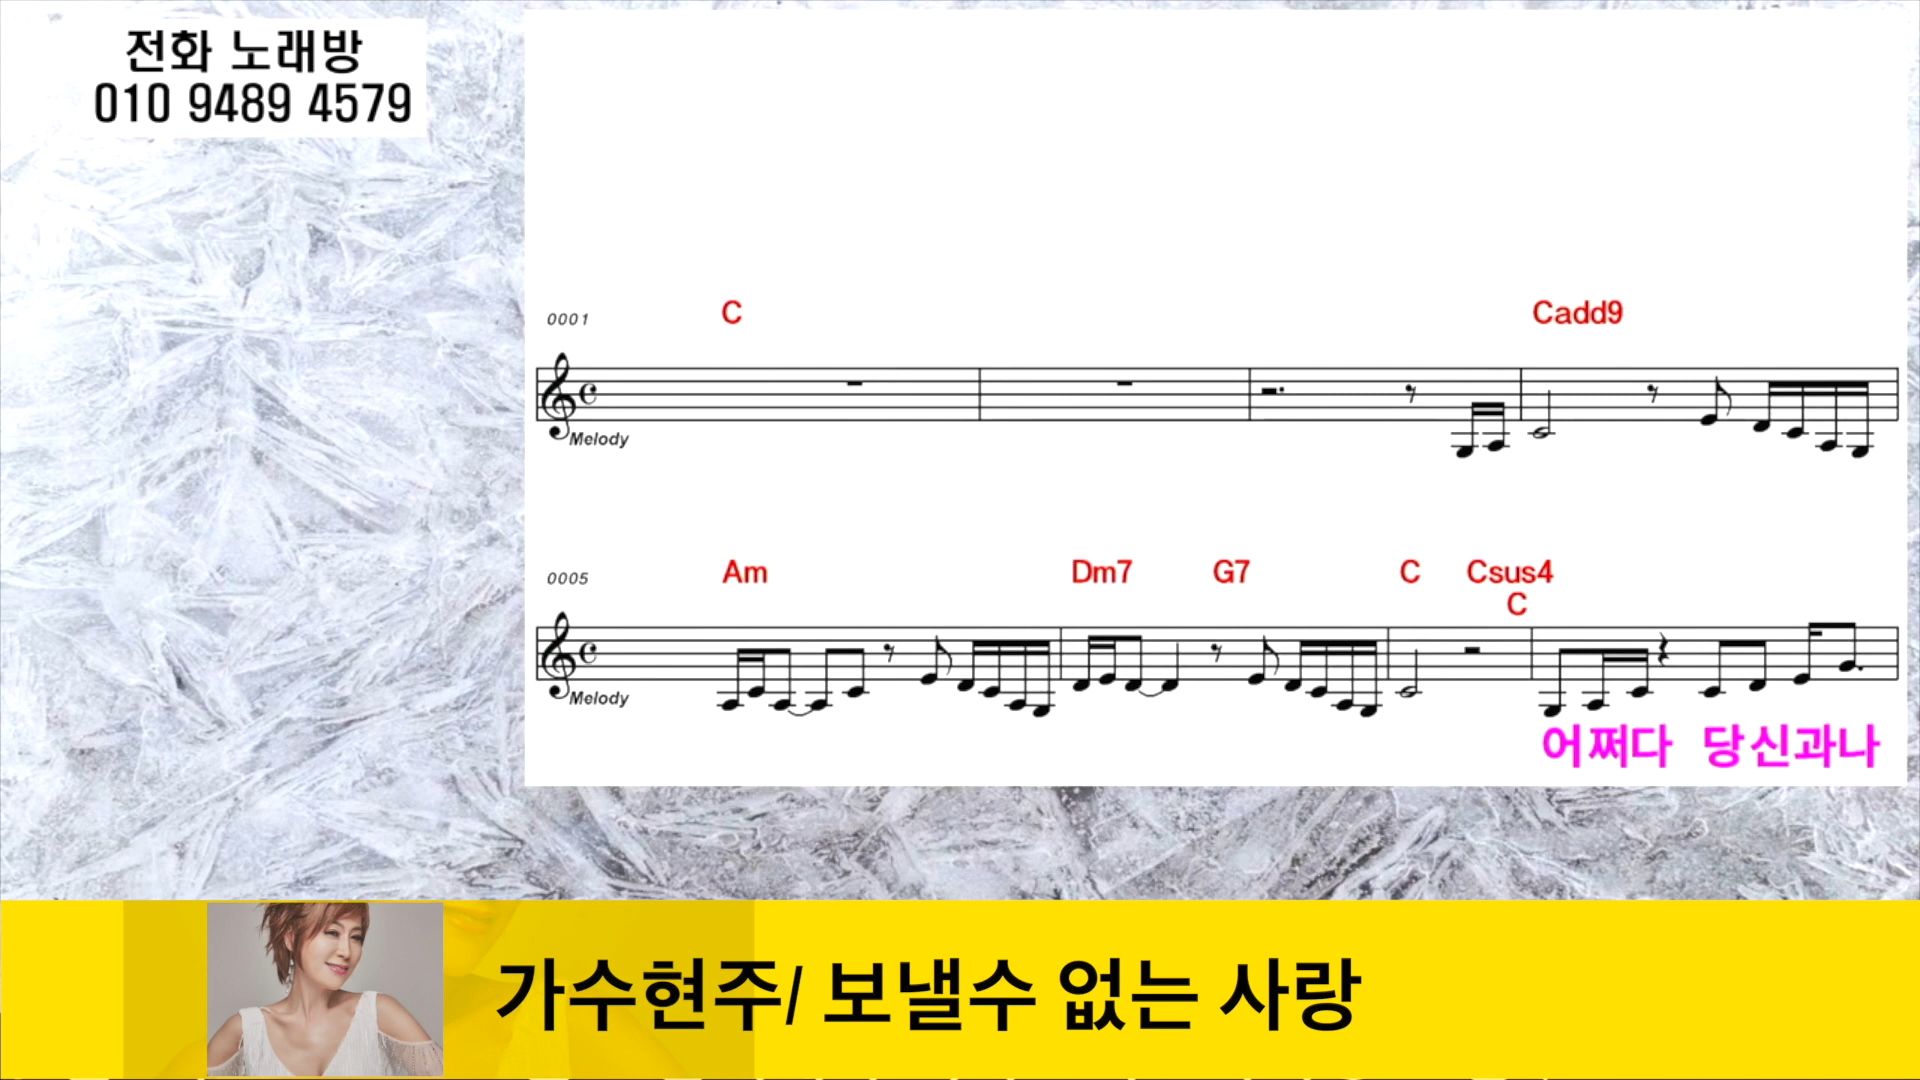 전화 노래방
010 9489 4579
0001 C Cadd9
Melody
0005 Am Dm7 G7 C Csus4
C
Melody
어쩌다 당신과나
가수현주/ 보낼수 없는 사랑